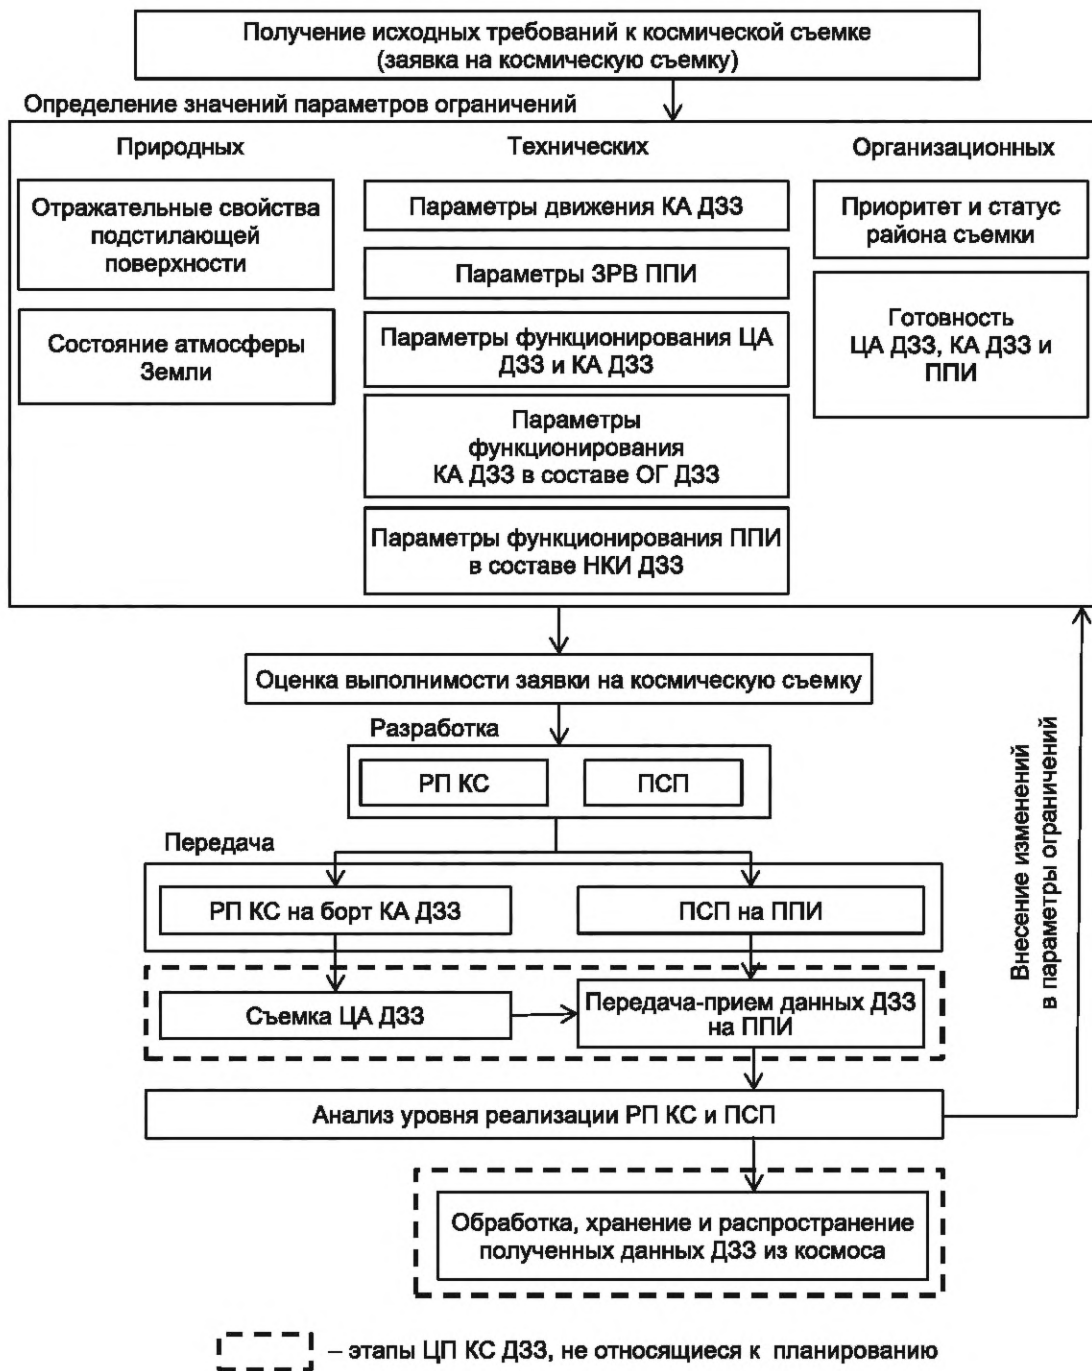 Получение исходных требований к космической съемке
(заявка на космическую съемку)
Определение значений параметров ограничений
Природных
Технических
Организационных
Отражательные свойства
подстилающей
поверхности
Состояние атмосферы
Земли
Параметры движения КА ДЗЗ
Параметры ЗРВ ППИ
Параметры функционирования ЦА
ДЗЗ и КА ДЗЗ
Параметры
функционирования
КА ДЗЗ в составе ОГ ДЗЗ
Параметры функционирования ППИ
в составе НКИ ДЗЗ
Приоритет и статус
района съемки
Готовность
ЦА ДЗЗ, КА ДЗЗ и
ППИ
Оценка выполнимости заявки на космическую съемку
Разработка
РП КС
ПСП
Передача
РП КС на борт КА ДЗЗ
ПСП на ППИ
Съемка ЦА ДЗЗ
Передача-прием данных ДЗЗ
на ППИ
Внесение изменений
в параметры ограничений
Анализ уровня реализации РП КС и ПСП
Обработка, хранение и распространение
полученных данных ДЗЗ из космоса
– этапы ЦП КС ДЗЗ, не относящиеся к планированию